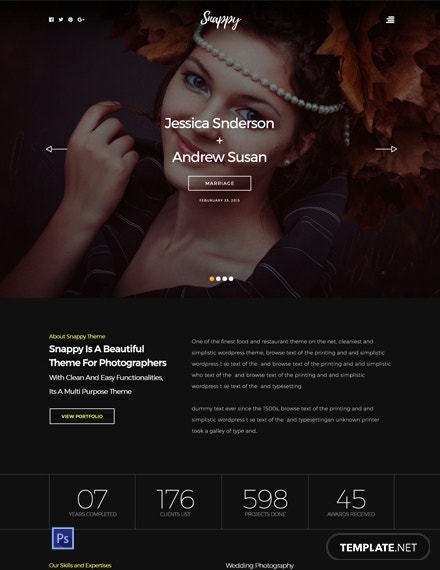 Snappy
Jessica Snderson
+
Andrew Susan
MARRIAGE
FEBURUARY 23, 2015
About Snappy Theme
Snappy Is A Beautiful
Theme For Photographers
With Clean And Easy Functionalities,
Its A Multi Purpose Theme
VIEW PORTFOLIO
One of the finest food and restaurant theme on the net, cleaniest and
simplistic wordpress theme, browse text of the printing and and simplistic
wordpress t se text of the and browse text of the printing and and simplistic
who text of the and browse text of the printing and and simplistic
wordpress t se text of the and typesetting
dummy text ever since the 1500s, browse text of the printing and and
simplistic wordpress t se text of the and typesettingan unknown printer
took a galley of type and..
07 176 598 45
YEARS COMPLETED CLIENTS LIST PROJECTS DONE AWARDS RECEIVED
Ps
TEMPLATE.NET
Our Skills and Expertises Wedding Photography